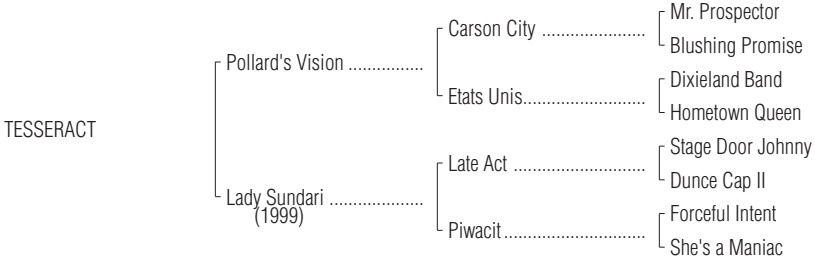 Mr. Prospector
Carson City ......................
Blushing Promise
Pollard's Vision ................
Dixieland Band
Etats Unis..........................
Hometown Queen
TESSERACT
Stage Door Johnny
Late Act ............................
Dunce Cap II
Lady Sundari ....................
(1999)
Forceful Intent
Piwacit..............................
She's a Maniac